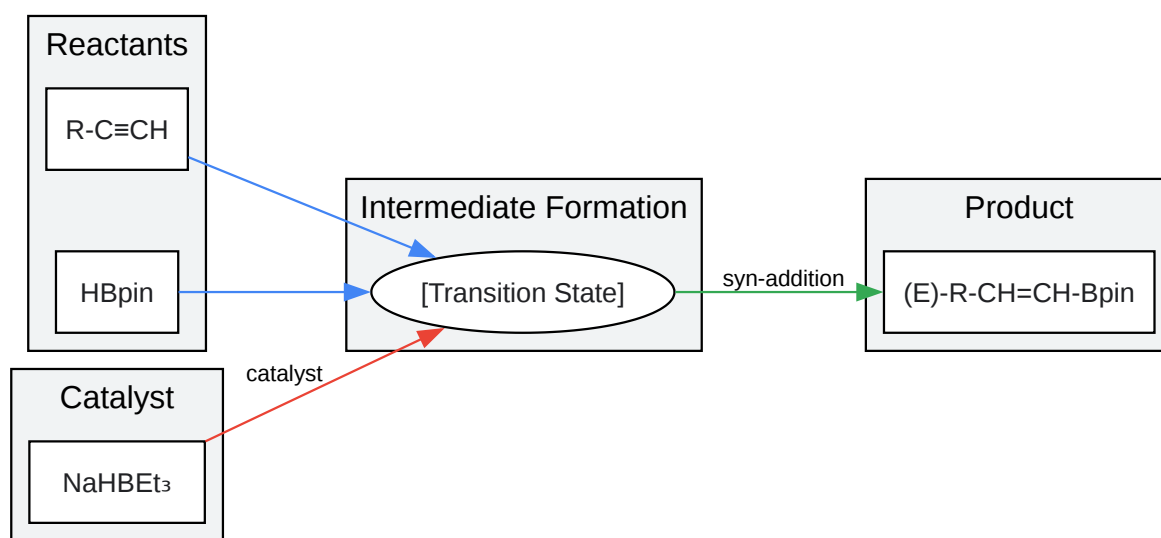 Reactants
R-C≡CH
HBpin
Catalyst
NaHBEt₃
catalyst
Intermediate Formation
[Transition State]
syn-addition
Product
(E)-R-CH=CH-Bpin